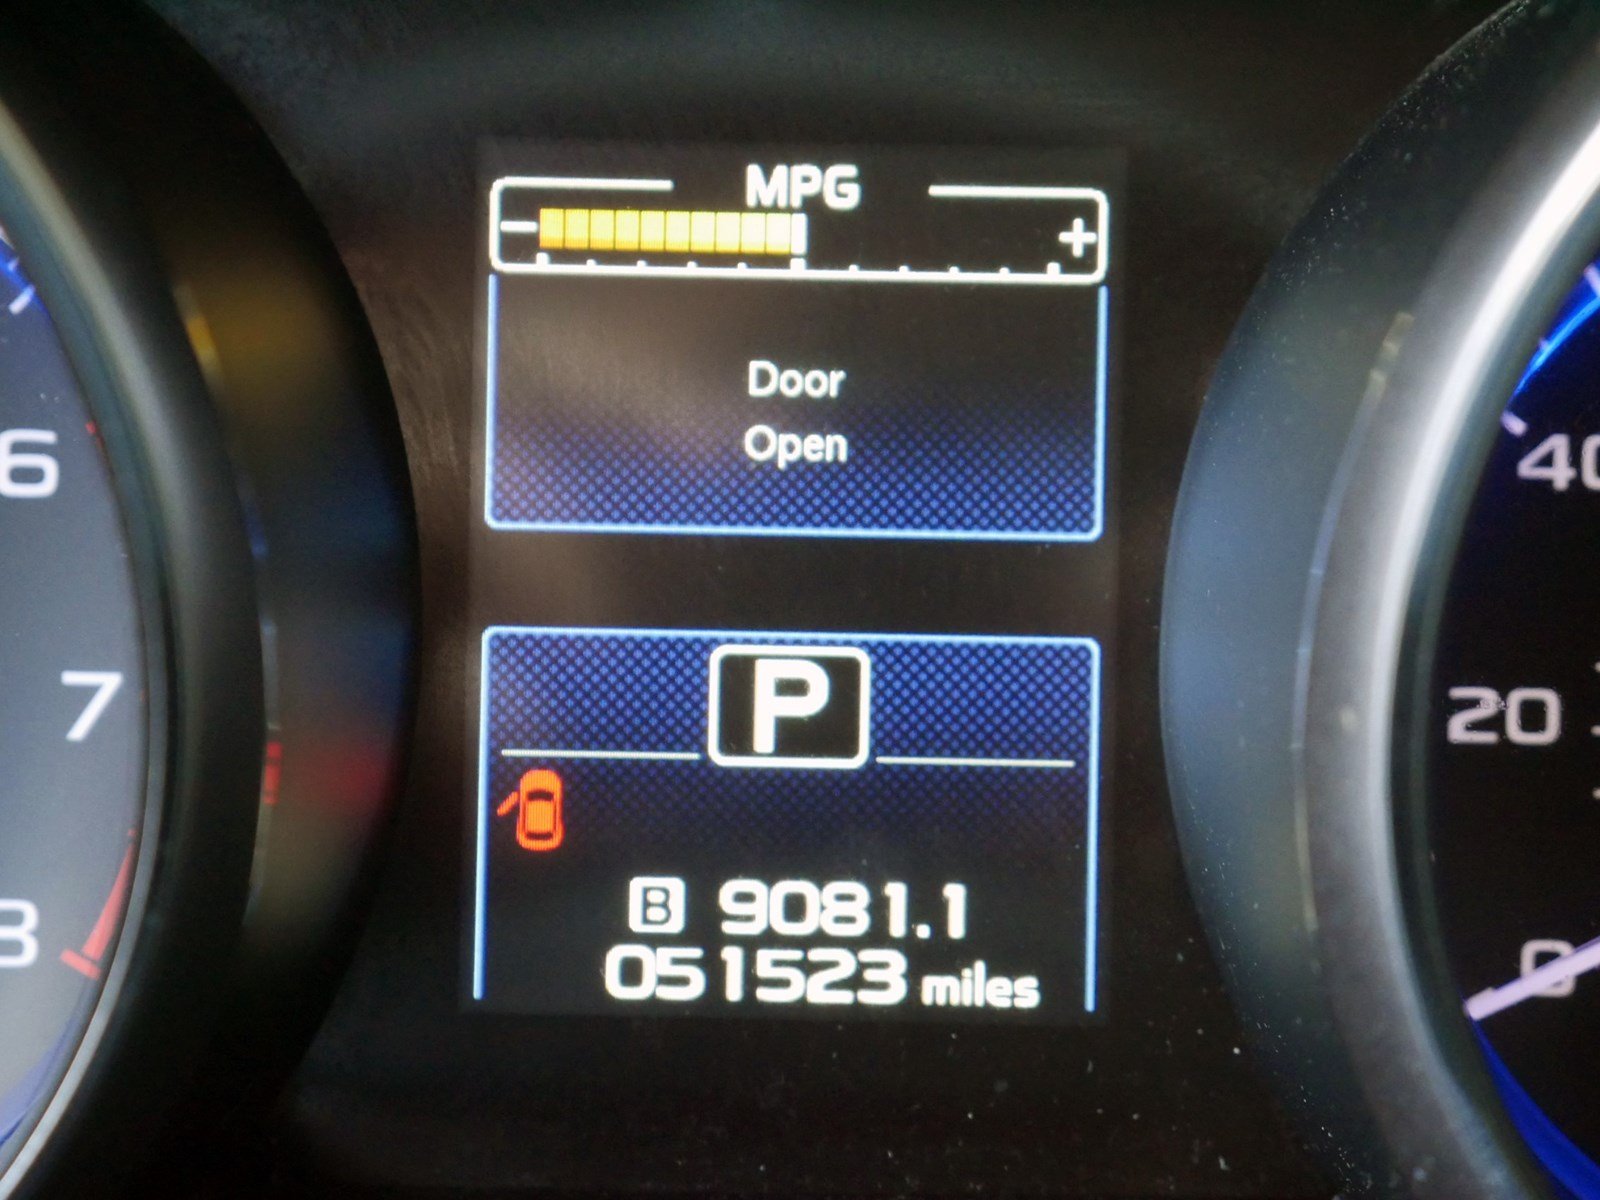 MPG
- +
Door
Open
6
7
8
40
20
0
P
B 9081.1
051523 miles